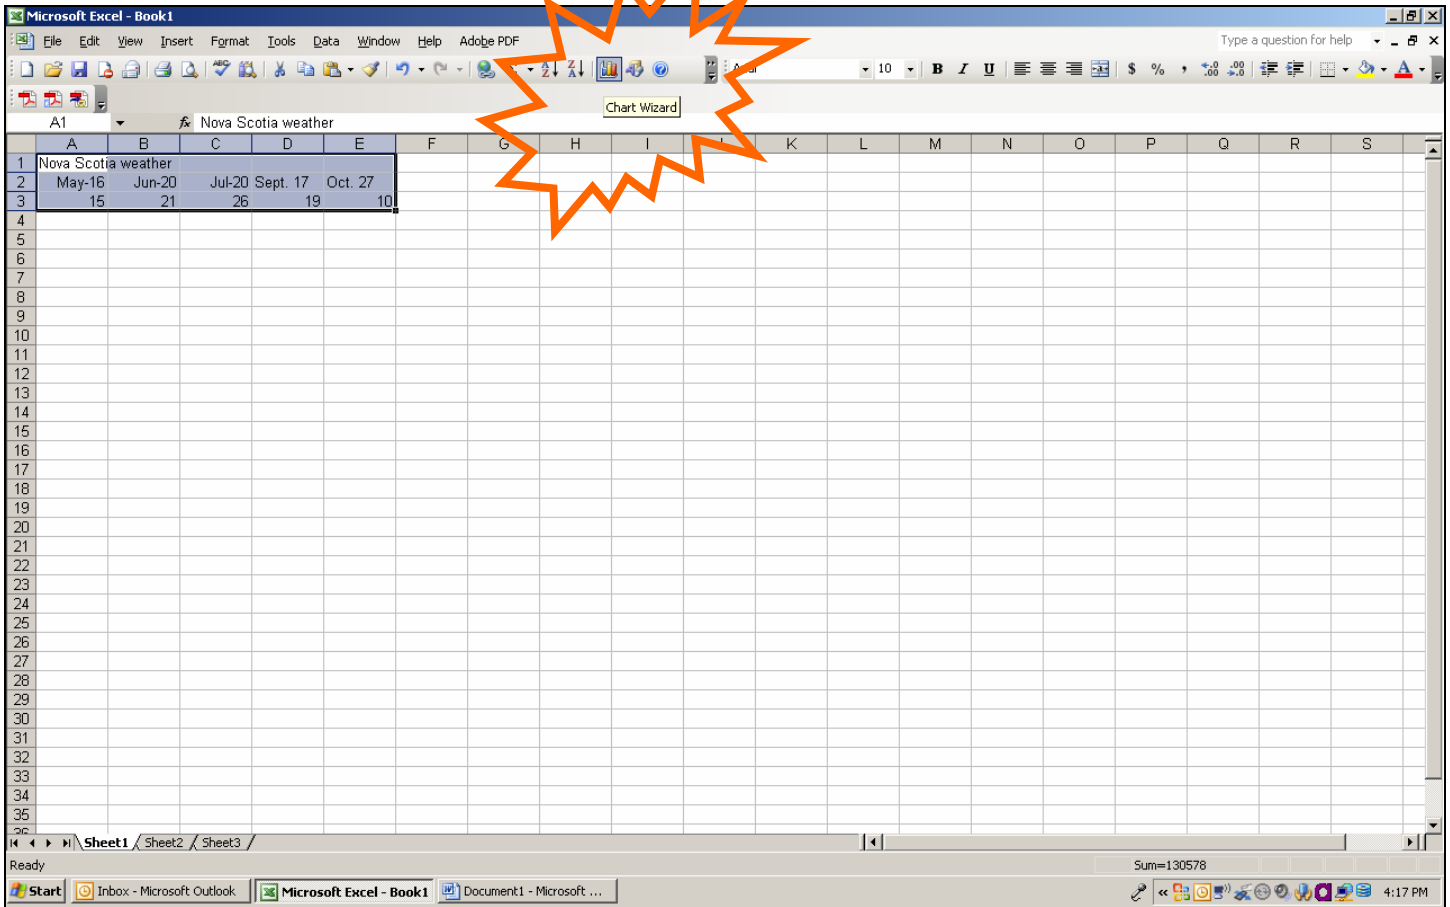 Microsoft Excel - Book1
File Edit View Insert Format Tools Data Window Help Adobe PDF Type a question for help
10 B I U $ % ,
Chart Wizard
A1 fx Nova Scotia weather
A B C D E F G H I J K L M N O P Q R S
1 Nova Scotia weather
2 May-16 Jun-20 Jul-20 Sept. 17 Oct. 27
3 15 21 26 19 10
4
5
6
7
8
9
10
11
12
13
14
15
16
17
18
19
20
21
22
23
24
25
26
27
28
29
30
31
32
33
34
35
36
Sheet1 Sheet2 Sheet3
Ready Sum=130578
Start Inbox - Microsoft Outlook Microsoft Excel - Book1 Document1 - Microsoft ... 4:17 PM